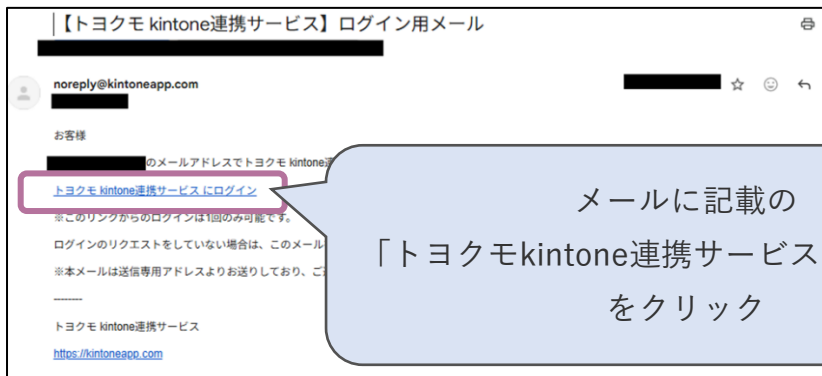 【トヨクモ kintone連携サービス】ログイン用メール
noreply@kintoneapp.com
お客様
のメールアドレスでトヨクモ kintone連
トヨクモ kintone連携サービス にログイン
※このリンクからのログインは1回のみ可能です。
ログインのリクエストをしていない場合は、このメール
※本メールは送信専用アドレスよりお送りしており、ご
--------
トヨクモ kintone連携サービス
https://kintoneapp.com
メールに記載の
「トヨクモkintone連携サービス
をクリック